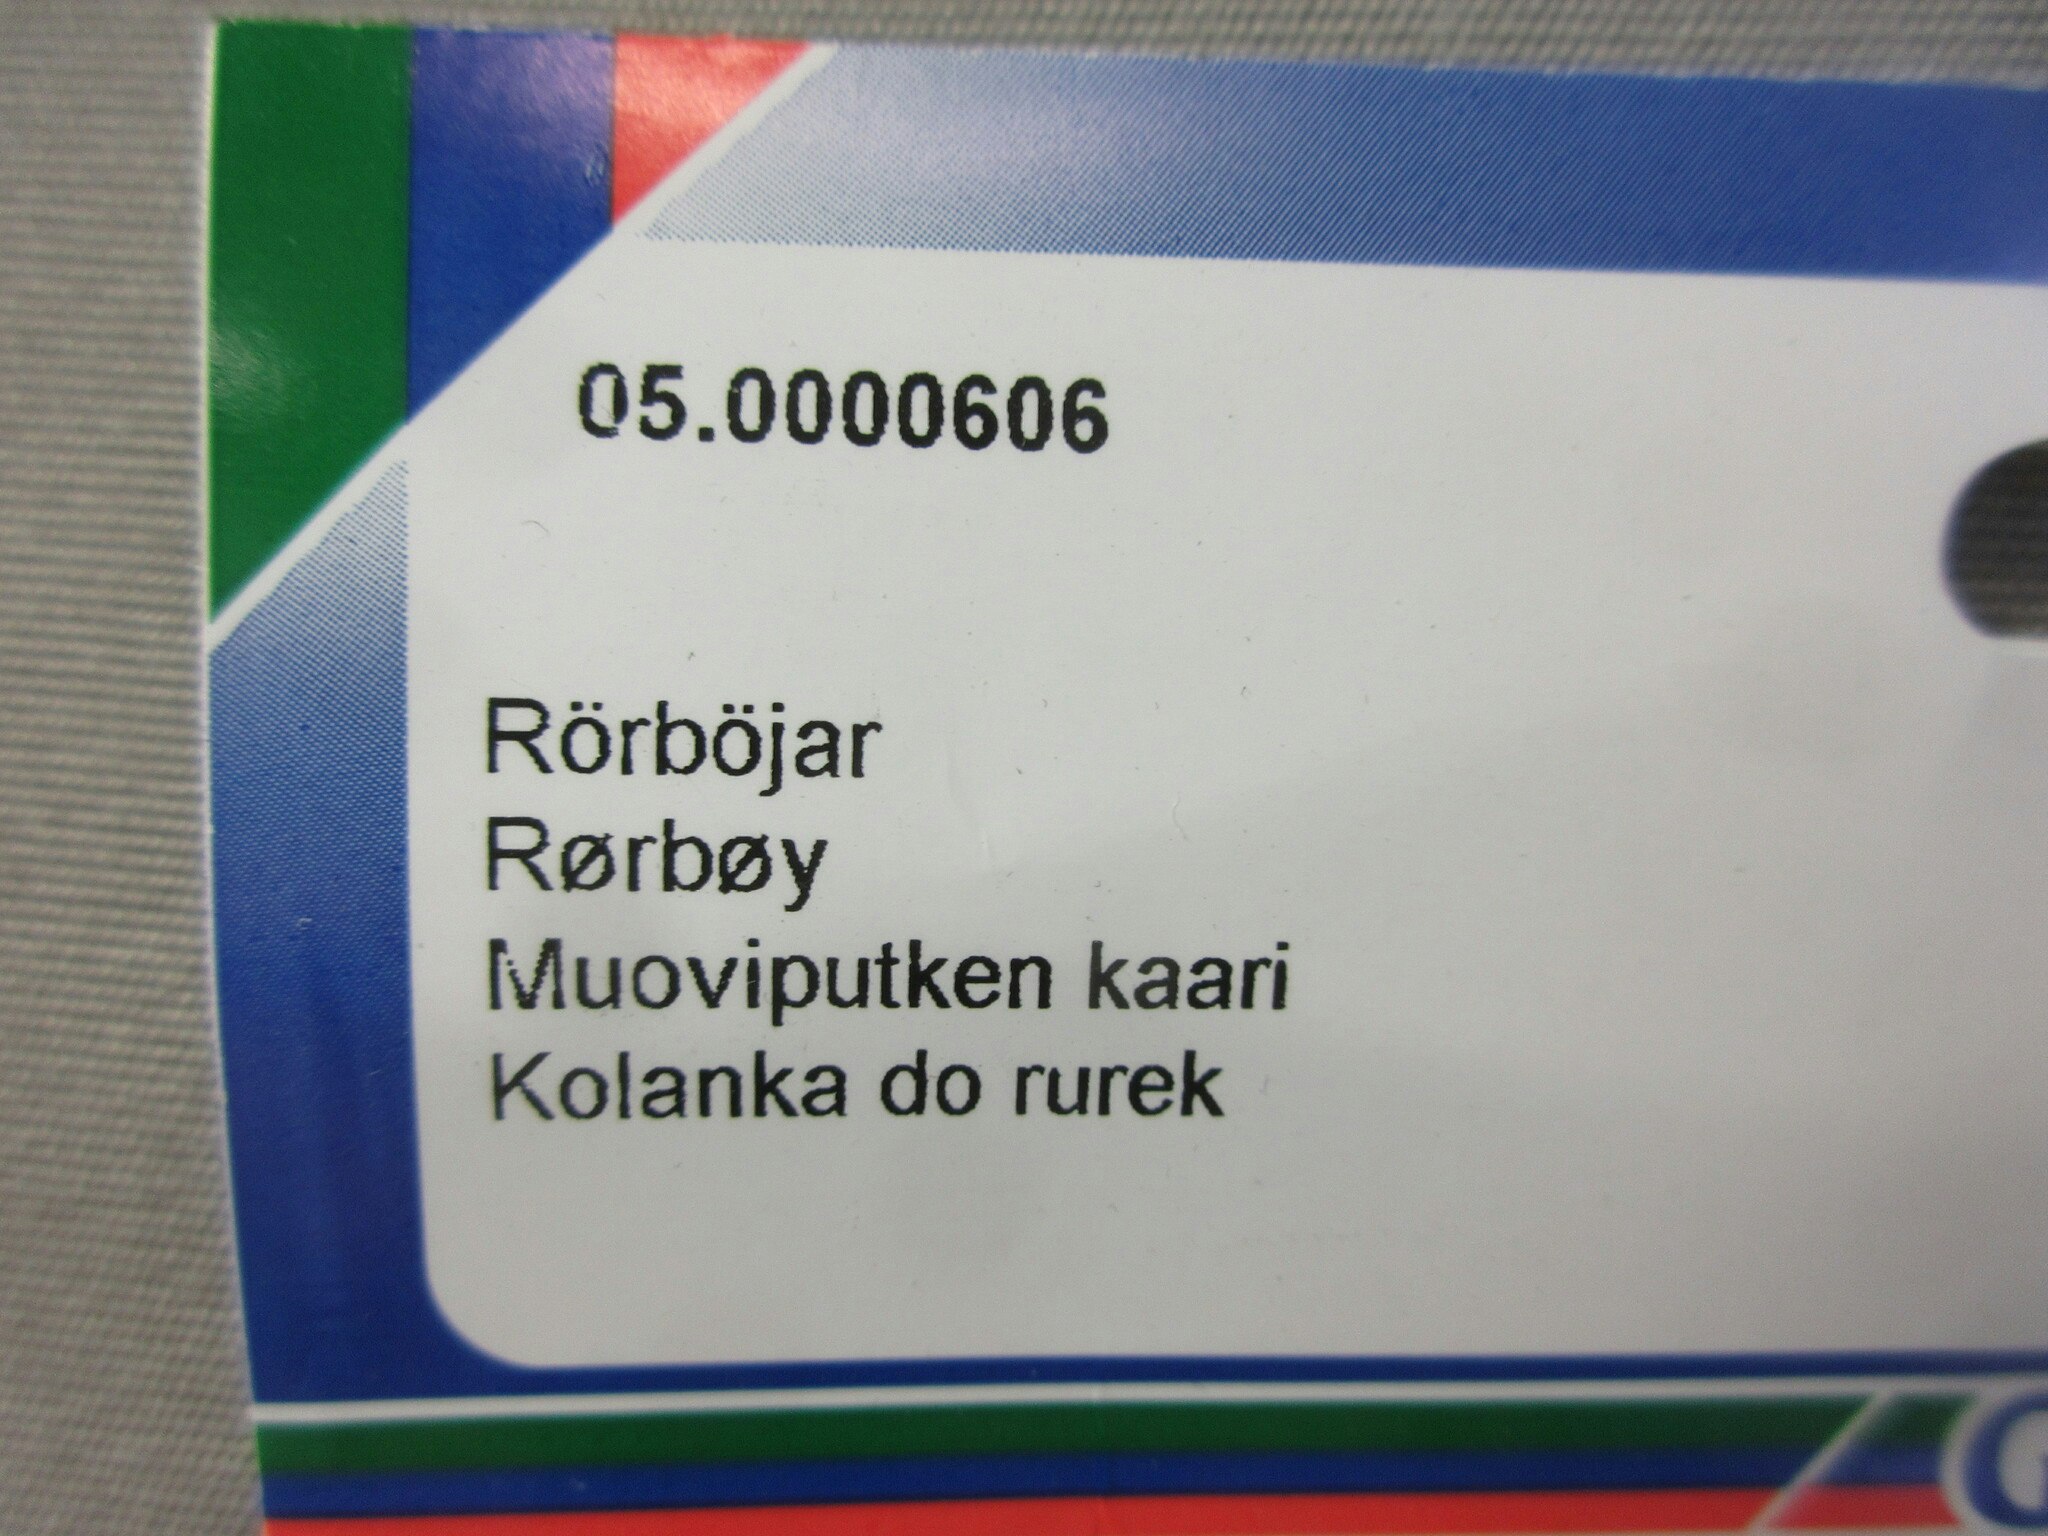 05.0000606
Rörböjar
Rørbøy
Muoviputken kaari
Kolanka do rurek